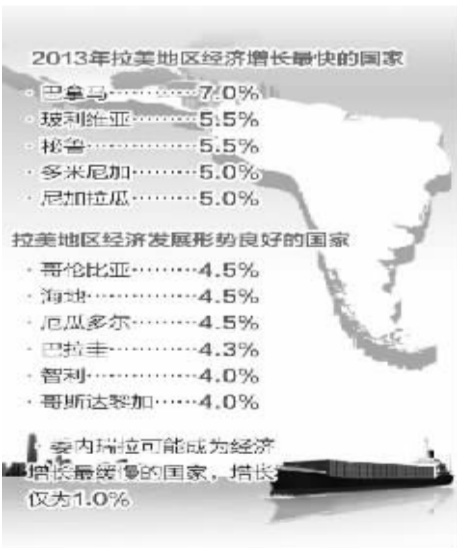 2013年拉美地区经济增长最快的国家
· 巴拿马…………7.0%
· 玻利维亚………5.5%
· 秘鲁……………5.5%
· 多米尼加………5.0%
· 尼加拉瓜………5.0%
拉美地区经济发展形势良好的国家
· 哥伦比亚………4.5%
· 海地……………4.5%
· 厄瓜多尔………4.5%
· 巴拉圭…………4.3%
· 智利……………4.0%
· 哥斯达黎加……4.0%
· 委内瑞拉可能成为经济
增长最缓慢的国家，增长
仅为1.0%